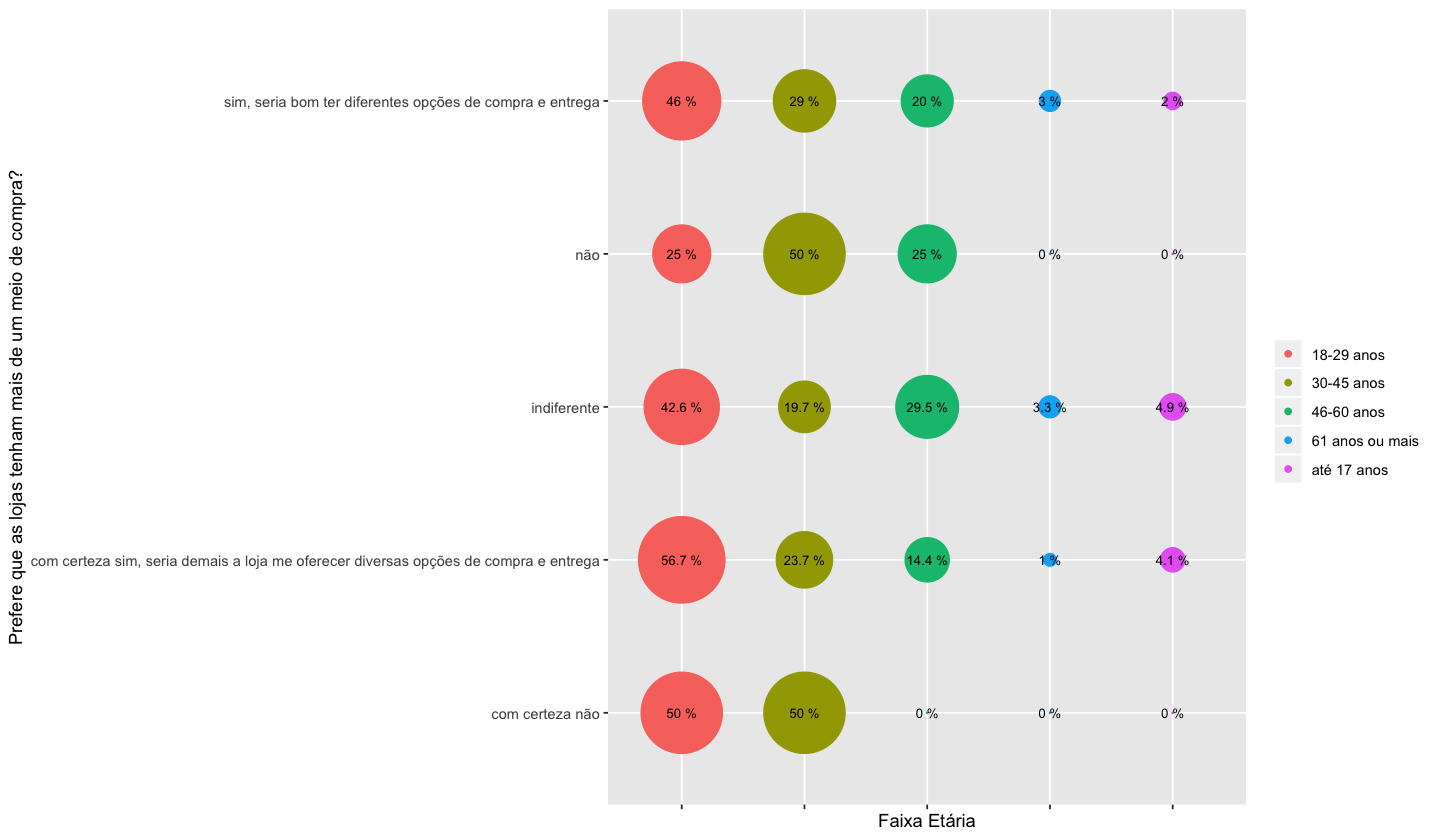 Prefere que as lojas tenham mais de um meio de compra?
sim, seria bom ter diferentes opções de compra e entrega
46 % 29 % 20 % 3 % 2 %
não
25 % 50 % 25 % 0 % 0 %
indiferente
42.6 % 19.7 % 29.5 % 3.3 % 4.9 %
com certeza sim, seria demais a loja me oferecer diversas opções de compra e entrega
56.7 % 23.7 % 14.4 % 1 % 4.1 %
com certeza não
50 % 50 % 0 % 0 % 0 %
Faixa Etária
18-29 anos
30-45 anos
46-60 anos
61 anos ou mais
até 17 anos